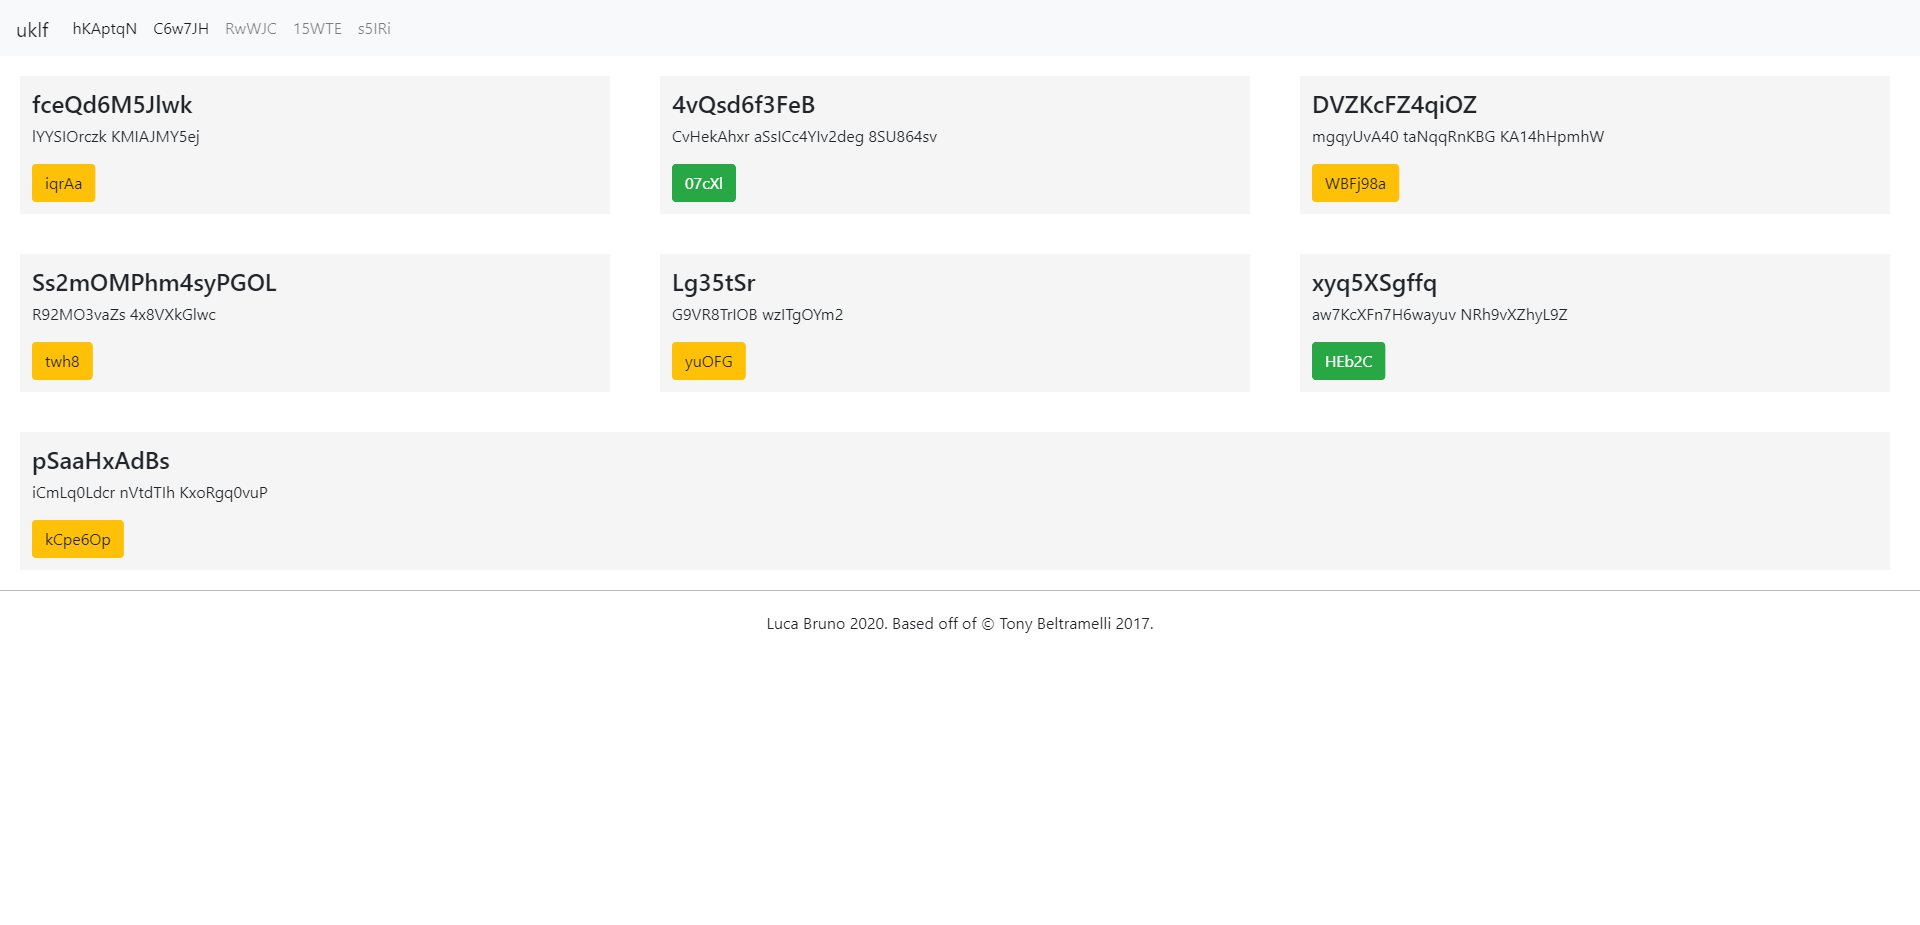 uklf hKAptqN C6w7JH RwWJC 15WTE s5IRi
fceQd6M5Jlwk
lYYSIOrczk KMIAJMY5ej
iqrAa
4vQsd6f3FeB
CvHekAhxr aSsICc4YIv2deg 8SU864sv
07cXl
DVZKcFZ4qiOZ
mgqyUvA40 taNqqRnKBG KA14hHpmhW
WBFj98a
Ss2mOMPhm4syPGOL
R92MO3vaZs 4x8VXkGlwc
twh8
Lg35tSr
G9VR8TrIOB wzITgOYm2
yuOFG
xyq5XSgffq
aw7KcXFn7H6wayuv NRh9vXZhyL9Z
HEb2C
pSaaHxAdBs
iCmLq0Ldcr nVtdTIh KxoRgq0vuP
kCpe6Op
Luca Bruno 2020. Based off of © Tony Beltramelli 2017.